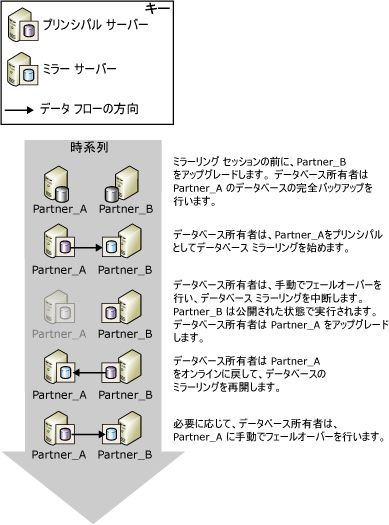 キー
プリンシパル サーバー
ミラー サーバー
データ フローの方向
時系列
Partner_A Partner_B
ミラーリング セッションの前に、Partner_B
をアップグレードします。データベース所有者は
Partner_A のデータベースの完全バックアップを
行います。
Partner_A Partner_B
データベース所有者は、Partner_Aをプリンシパル
としてデータベース ミラーリングを始めます。
Partner_A Partner_B
データベース所有者は、手動でフェールオーバーを
行い、データベース ミラーリングを中断します。
Partner_B は公開された状態で実行されます。
データベース所有者は Partner_A をアップグレード
します。
Partner_A Partner_B
データベース所有者は Partner_A
をオンラインに戻して、データベースの
ミラーリングを再開します。
Partner_A Partner_B
必要に応じて、データベース所有者は、
Partner_A に手動でフェールオーバーを行います。